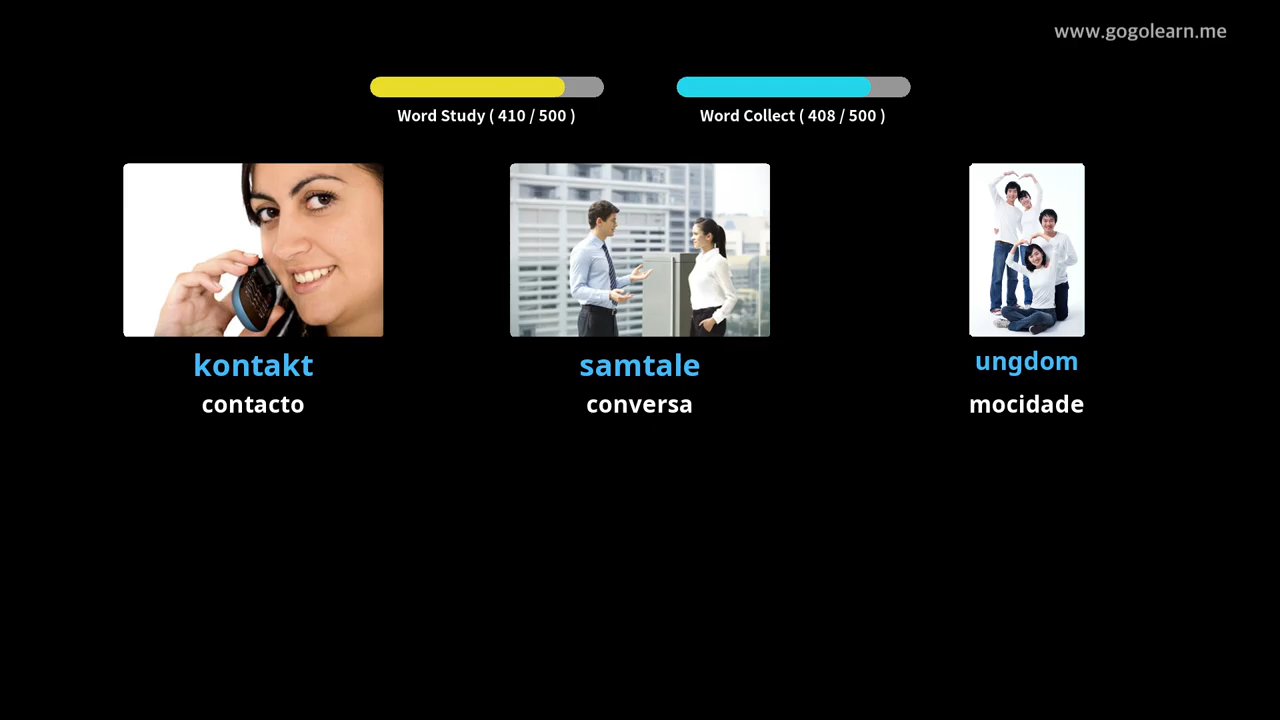 www.gogolearn.me
Word Study ( 410 / 500 )
Word Collect ( 408 / 500 )
kontakt
contacto
samtale
conversa
ungdom
mocidade